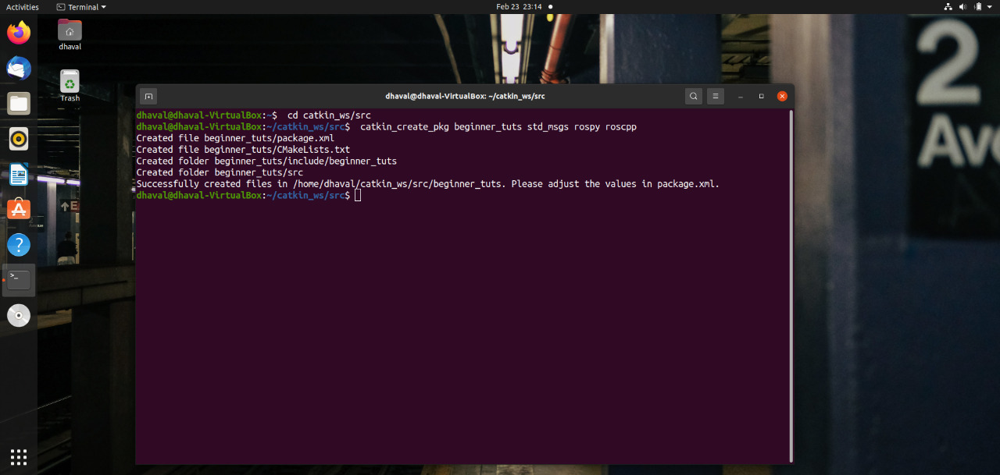 Activities
Terminal
Feb 23 23:14
dhaval
Trash
dhaval@dhaval-VirtualBox: ~/catkin_ws/src
dhaval@dhaval-VirtualBox:~$ cd catkin_ws/src
dhaval@dhaval-VirtualBox:~/catkin_ws/src$ catkin_create_pkg beginner_tuts std_msgs rospy roscpp
Created file beginner_tuts/package.xml
Created file beginner_tuts/CMakeLists.txt
Created folder beginner_tuts/include/beginner_tuts
Created folder beginner_tuts/src
Successfully created files in /home/dhaval/catkin_ws/src/beginner_tuts. Please adjust the values in package.xml.
dhaval@dhaval-VirtualBox:~/catkin_ws/src$
2
Ave